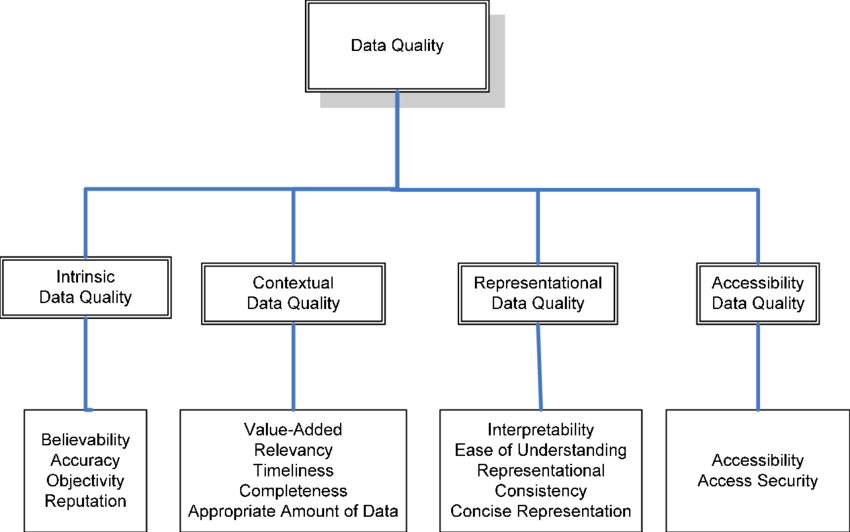 Data Quality
Intrinsic
Data Quality
Contextual
Data Quality
Representational
Data Quality
Accessibility
Data Quality
Believability
Accuracy
Objectivity
Reputation
Value-Added
Relevancy
Timeliness
Completeness
Appropriate Amount of Data
Interpretability
Ease of Understanding
Representational
Consistency
Concise Representation
Accessibility
Access Security